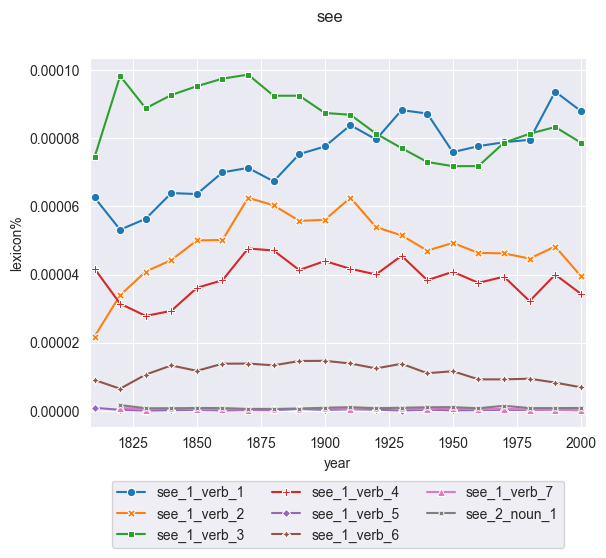 see
0.00010
0.00008
0.00006
0.00004
0.00002
0.00000
lexicon%
1825 1850 1875 1900 1925 1950 1975 2000
year
see_1_verb_1 see_1_verb_4 see_1_verb_7
see_1_verb_2 see_1_verb_5 see_2_noun_1
see_1_verb_3 see_1_verb_6